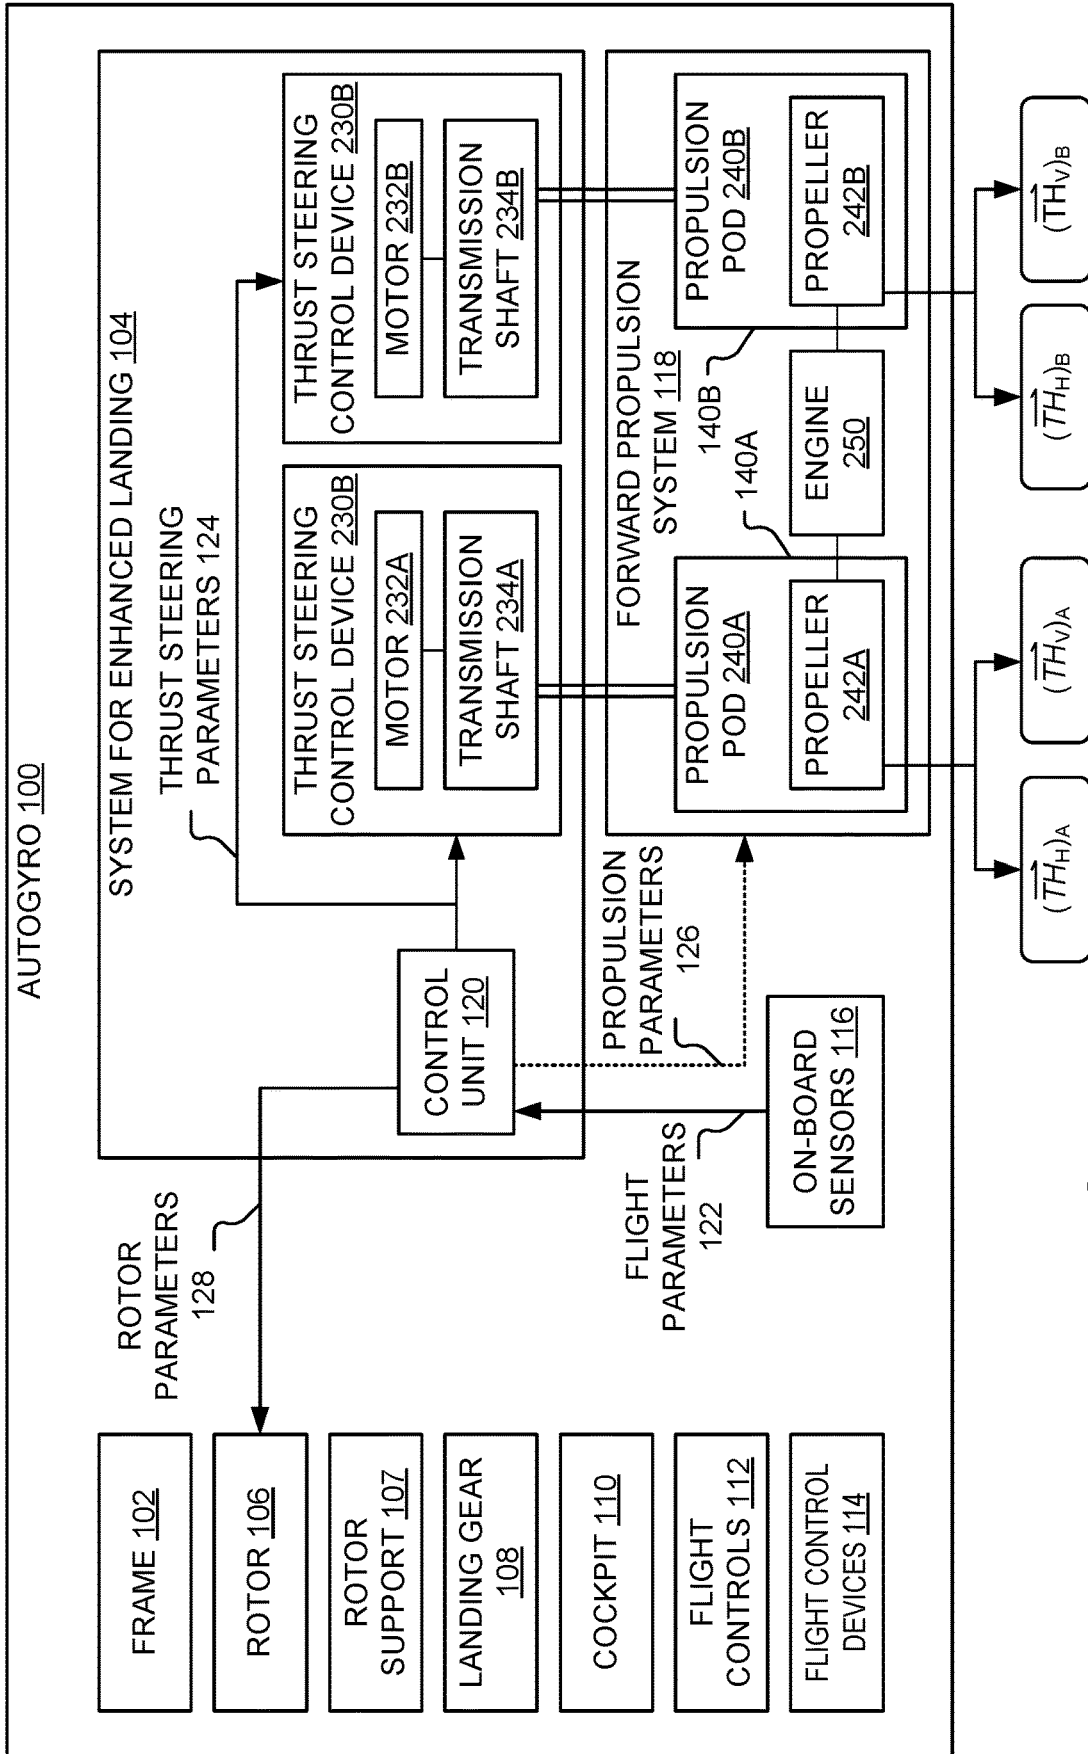 AUTOGYRO 100
FRAME 102
ROTOR 106
ROTOR
SUPPORT 107
LANDING GEAR
108
COCKPIT 110
FLIGHT
CONTROLS 112
FLIGHT CONTROL
DEVICES 114
ROTOR
PARAMETERS
128
SYSTEM FOR ENHANCED LANDING 104
THRUST STEERING
PARAMETERS 124
CONTROL
UNIT 120
THRUST STEERING
CONTROL DEVICE 230B
MOTOR 232A
TRANSMISSION
SHAFT 234A
THRUST STEERING
CONTROL DEVICE 230B
MOTOR 232B
TRANSMISSION
SHAFT 234B
FLIGHT
PARAMETERS
122
PROPULSION
PARAMETERS
126
ON-BOARD
SENSORS 116
FORWARD PROPULSION
SYSTEM 118
140B
140A
PROPULSION
POD 240A
PROPELLER
242A
ENGINE
250
PROPULSION
POD 240B
PROPELLER
242B
(TH_H)_A
(TH_V)_A
(TH_H)_B
(TH_V)_B